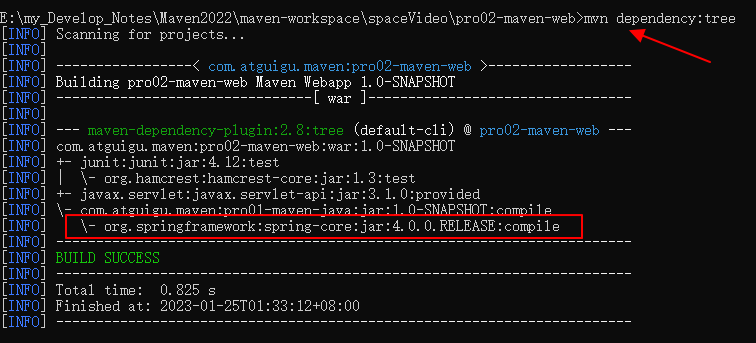 E:\my_Develop_Notes\Maven2022\maven-workspace\spaceVideo\pro02-maven-web>mvn dependency:tree
[INFO] Scanning for projects...
[INFO]
[INFO] ----------------< com.atguigu.maven:pro02-maven-web >-----------------
[INFO] Building pro02-maven-web Maven Webapp 1.0-SNAPSHOT
[INFO] --------------------------------[ war ]---------------------------------
[INFO]
[INFO] --- maven-dependency-plugin:2.8:tree (default-cli) @ pro02-maven-web ---
[INFO] com.atguigu.maven:pro02-maven-web:war:1.0-SNAPSHOT
[INFO] +- junit:junit:jar:4.12:test
[INFO] |  \- org.hamcrest:hamcrest-core:jar:1.3:test
[INFO] +- javax.servlet:javax.servlet-api:jar:3.1.0:provided
[INFO] \- com.atguigu.maven:pro01-maven-java:jar:1.0-SNAPSHOT:compile
[INFO]    \- org.springframework:spring-core:jar:4.0.0.RELEASE:compile
[INFO] ------------------------------------------------------------------------
[INFO] BUILD SUCCESS
[INFO] ------------------------------------------------------------------------
[INFO] Total time:  0.825 s
[INFO] Finished at: 2023-01-25T01:33:12+08:00
[INFO] ------------------------------------------------------------------------